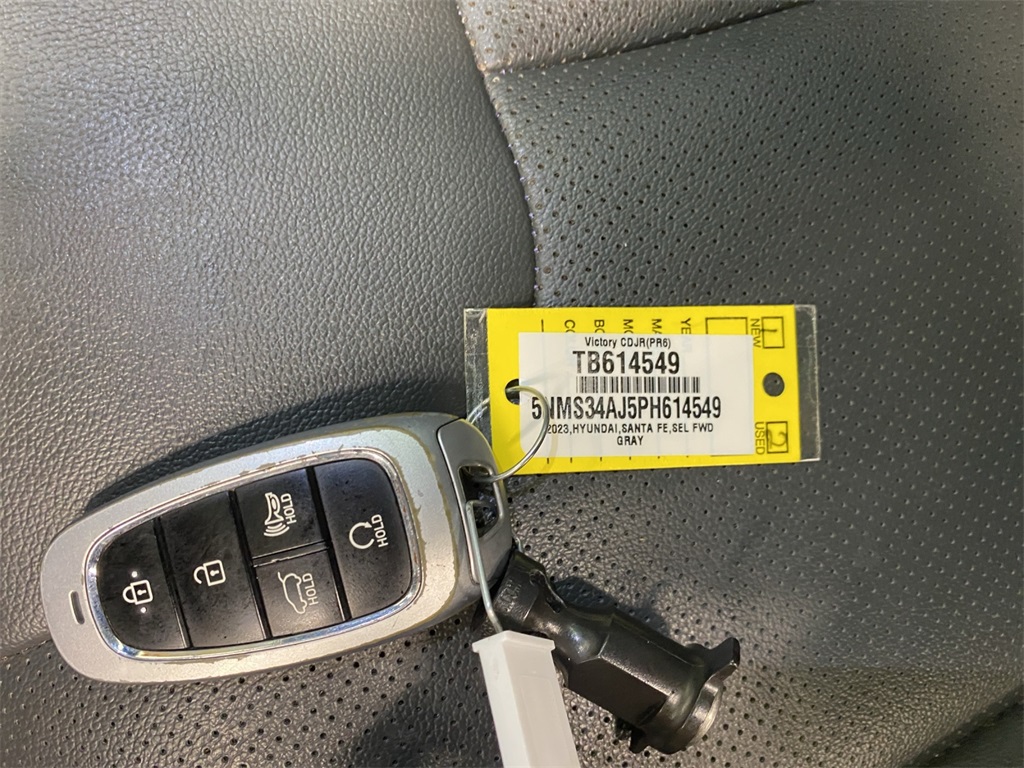 Victory CDJR(PR6)
TB614549
5NMS34AJ5PH614549
2023,HYUNDAI,SANTA FE,SEL FWD
GRAY
1
NEW
2
USED
HOLD
HOLD
HOLD